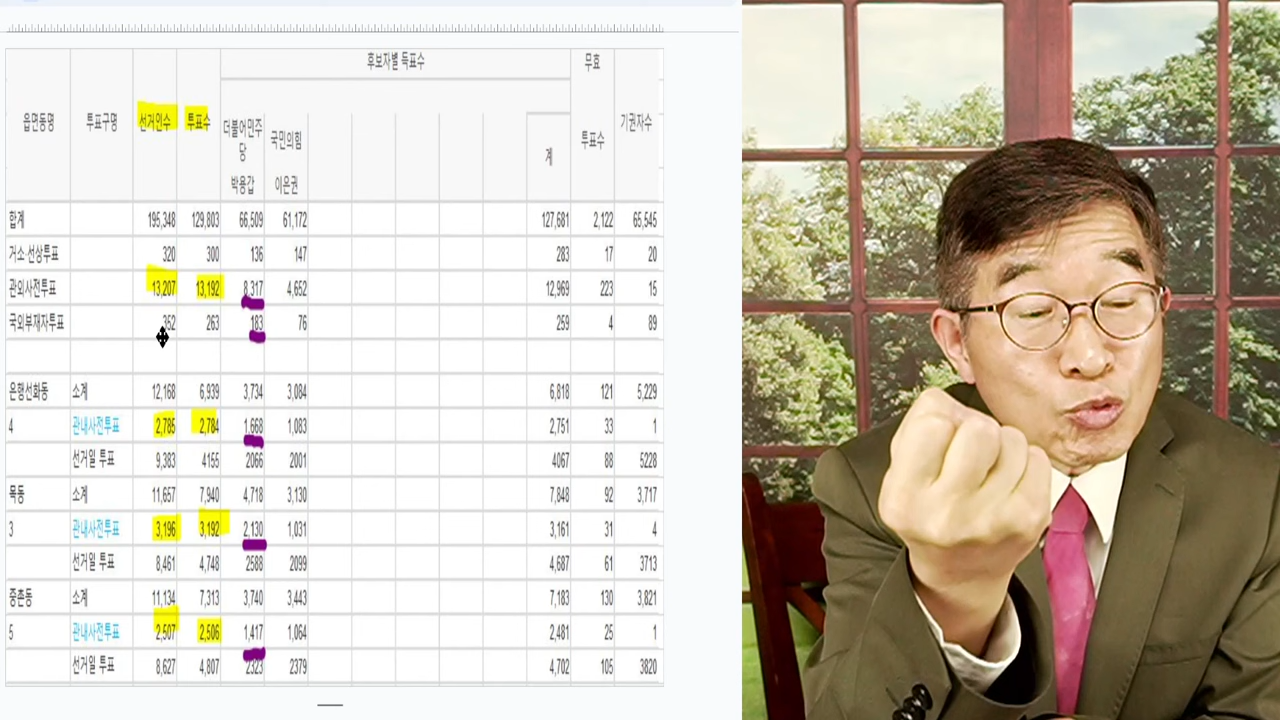 후보자별 득표수 무효
읍면동명 투표구명 선거인수 투표수 더불어민주 국민의힘 기권자수
당 계 투표수
박용갑 이은권
합계 195,348 129,803 66,509 61,172 127,681 2,122 65,545
거소·선상투표 320 300 136 147 283 17 20
관외사전투표 13,207 13,192 8,317 4,652 12,969 223 15
국외부재자투표 352 263 183 76 259 4 89
은행선화동 소계 12,168 6,939 3,734 3,084 6,818 121 5,229
4 관내사전투표 2,785 2,784 1,668 1,083 2,751 33 1
선거일 투표 9,383 4155 2066 2001 4067 88 5228
목동 소계 11,657 7,940 4,718 3,130 7,848 92 3,717
3 관내사전투표 3,196 3,192 2,130 1,031 3,161 31 4
선거일 투표 8,461 4,748 2588 2099 4,687 61 3713
중촌동 소계 11,134 7,313 3,740 3,443 7,183 130 3,821
5 관내사전투표 2,507 2,506 1,417 1,064 2,481 25 1
선거일 투표 8,627 4,807 2323 2379 4,702 105 3820